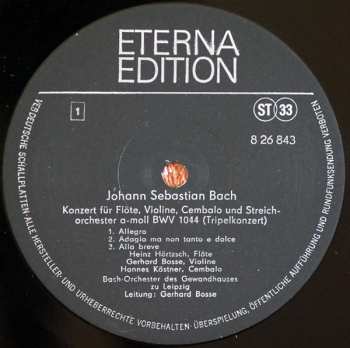 ETERNA
EDITION
1
ST 33
8 26 843
Johann Sebastian Bach
Konzert für Flöte, Violine, Cembalo und Streich-
orchester a-moll BWV 1044 (Tripelkonzert)
1. Allegro
2. Adagio ma non tanto e dolce
3. Alla breve
Heinz Hörtzsch, Flöte
Gerhard Bosse, Violine
Hannes Kästner, Cembalo
Bach-Orchester des Gewandhauses
zu Leipzig
Leitung: Gerhard Bosse
VEB DEUTSCHE SCHALLPLATTEN · ALLE HERSTELLER- UND URHEBERRECHTE VORBEHALTEN · ÜBERSPIELUNG, ÖFFENTLICHE AUFFÜHRUNG UND RUNDFUNKSENDUNG VERBOTEN